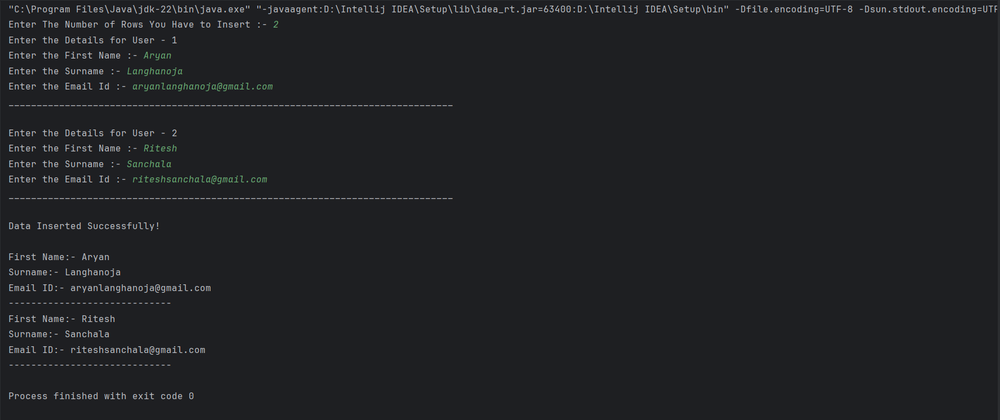 "C:\Program Files\Java\jdk-22\bin\java.exe" "-javaagent:D:\Intellij IDEA\Setup\lib\idea_rt.jar=63400:D:\Intellij IDEA\Setup\bin" -Dfile.encoding=UTF-8 -Dsun.stdout.encoding=UTF
Enter The Number of Rows You Have to Insert :- 2
Enter the Details for User - 1
Enter the First Name :- Aryan
Enter the Surname :- Langhanoja
Enter the Email Id :- aryanlanghanoja@gmail.com
_______________________________________________________________________________
Enter the Details for User - 2
Enter the First Name :- Ritesh
Enter the Surname :- Sanchala
Enter the Email Id :- riteshsanchala@gmail.com
_______________________________________________________________________________
Data Inserted Successfully!
First Name:- Aryan
Surname:- Langhanoja
Email ID:- aryanlanghanoja@gmail.com
-----------------------------
First Name:- Ritesh
Surname:- Sanchala
Email ID:- riteshsanchala@gmail.com
-----------------------------
Process finished with exit code 0